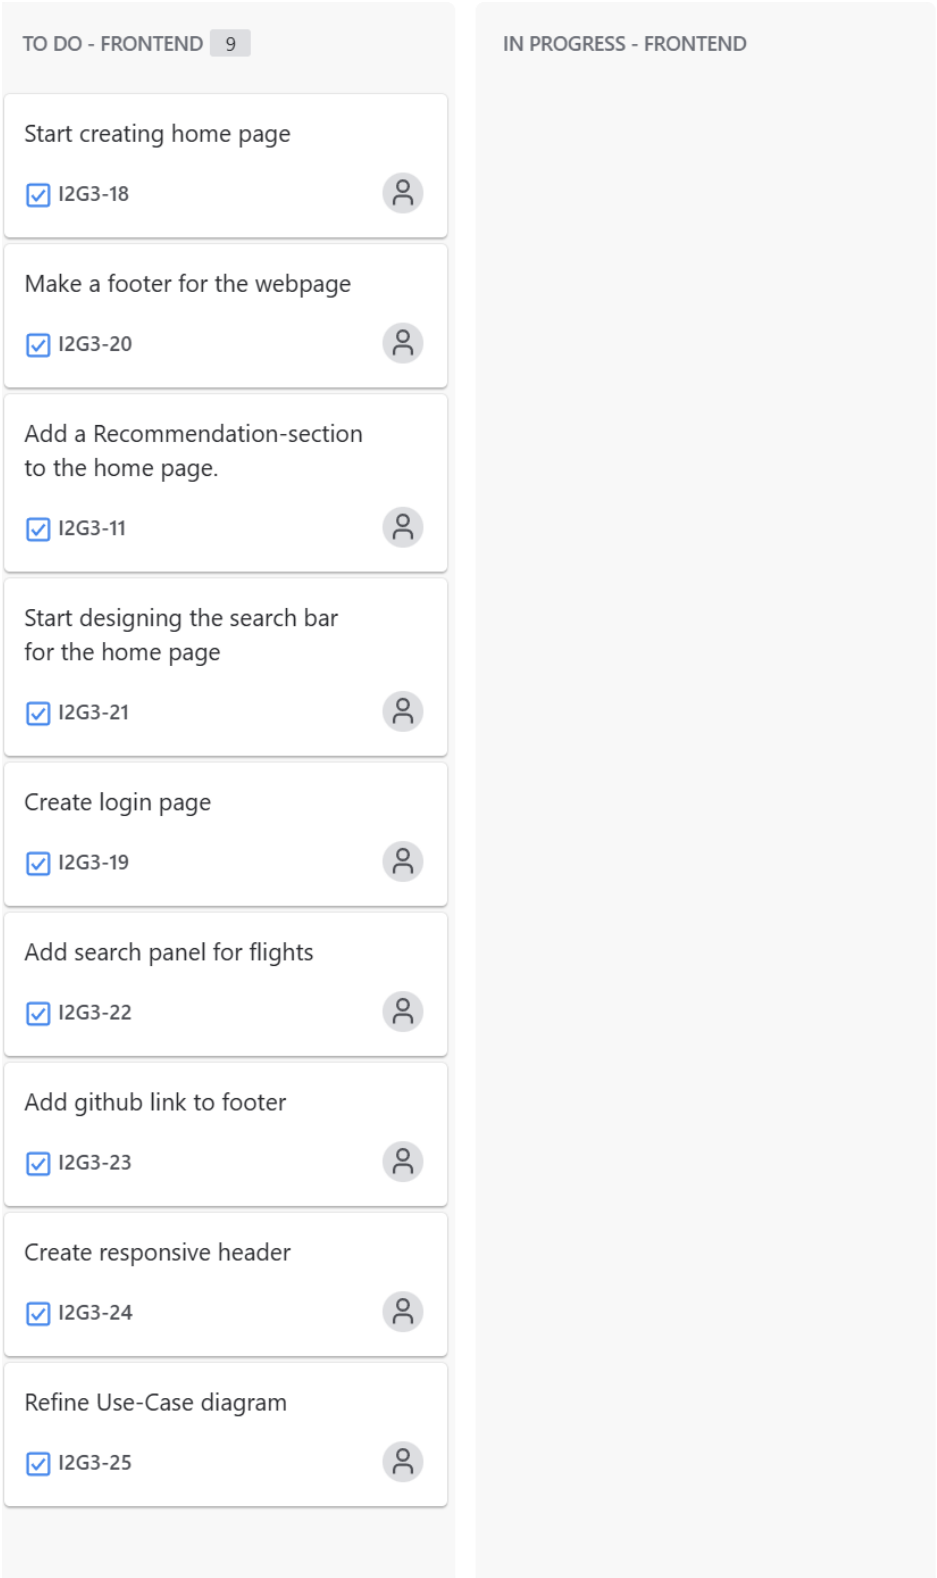 TO DO - FRONTEND 9
Start creating home page
I2G3-18
Make a footer for the webpage
I2G3-20
Add a Recommendation-section
to the home page.
I2G3-11
Start designing the search bar
for the home page
I2G3-21
Create login page
I2G3-19
Add search panel for flights
I2G3-22
Add github link to footer
I2G3-23
Create responsive header
I2G3-24
Refine Use-Case diagram
I2G3-25
IN PROGRESS - FRONTEND